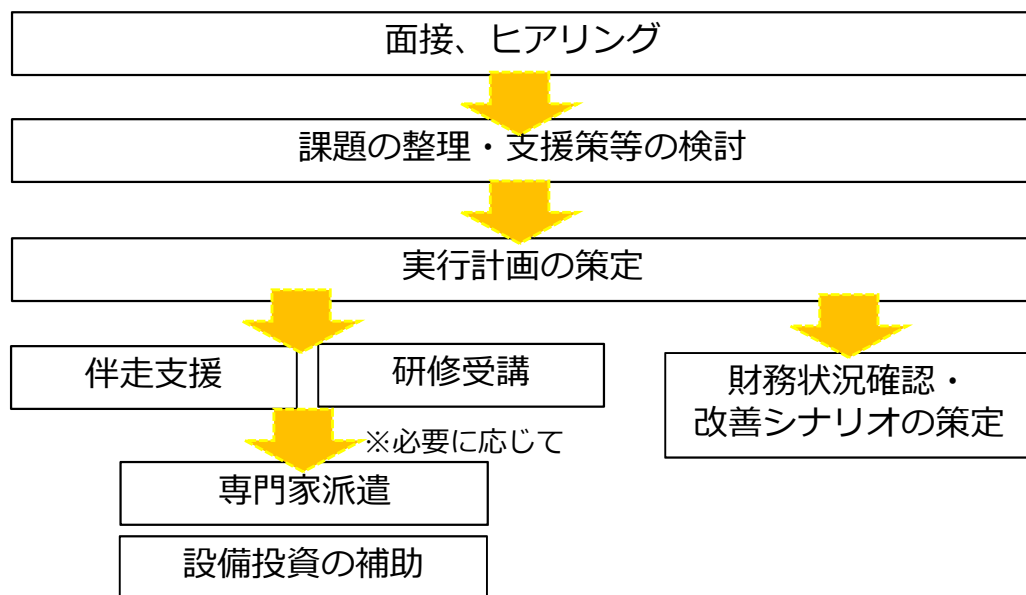 面接、ヒアリング
課題の整理・支援策等の検討
実行計画の策定
伴走支援
研修受講
財務状況確認・
改善シナリオの策定
※必要に応じて
専門家派遣
設備投資の補助